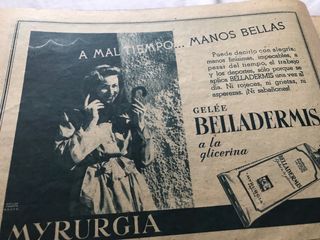 A MAL TIEMPO... MANOS BELLAS
Puede decirlo con alegría:
manos finísimas, impecables, a
pesar del tiempo, el trabajo
y los deportes, sólo porque se
aplica BELLADERMIS una vez al
día. Ni rojeces, ni grietas, ni
asperezas. ¡Ni sabañones!
GELÉE
BELLADERMIS
a la
glicerina
BELLADERMIS
MYRURGIA